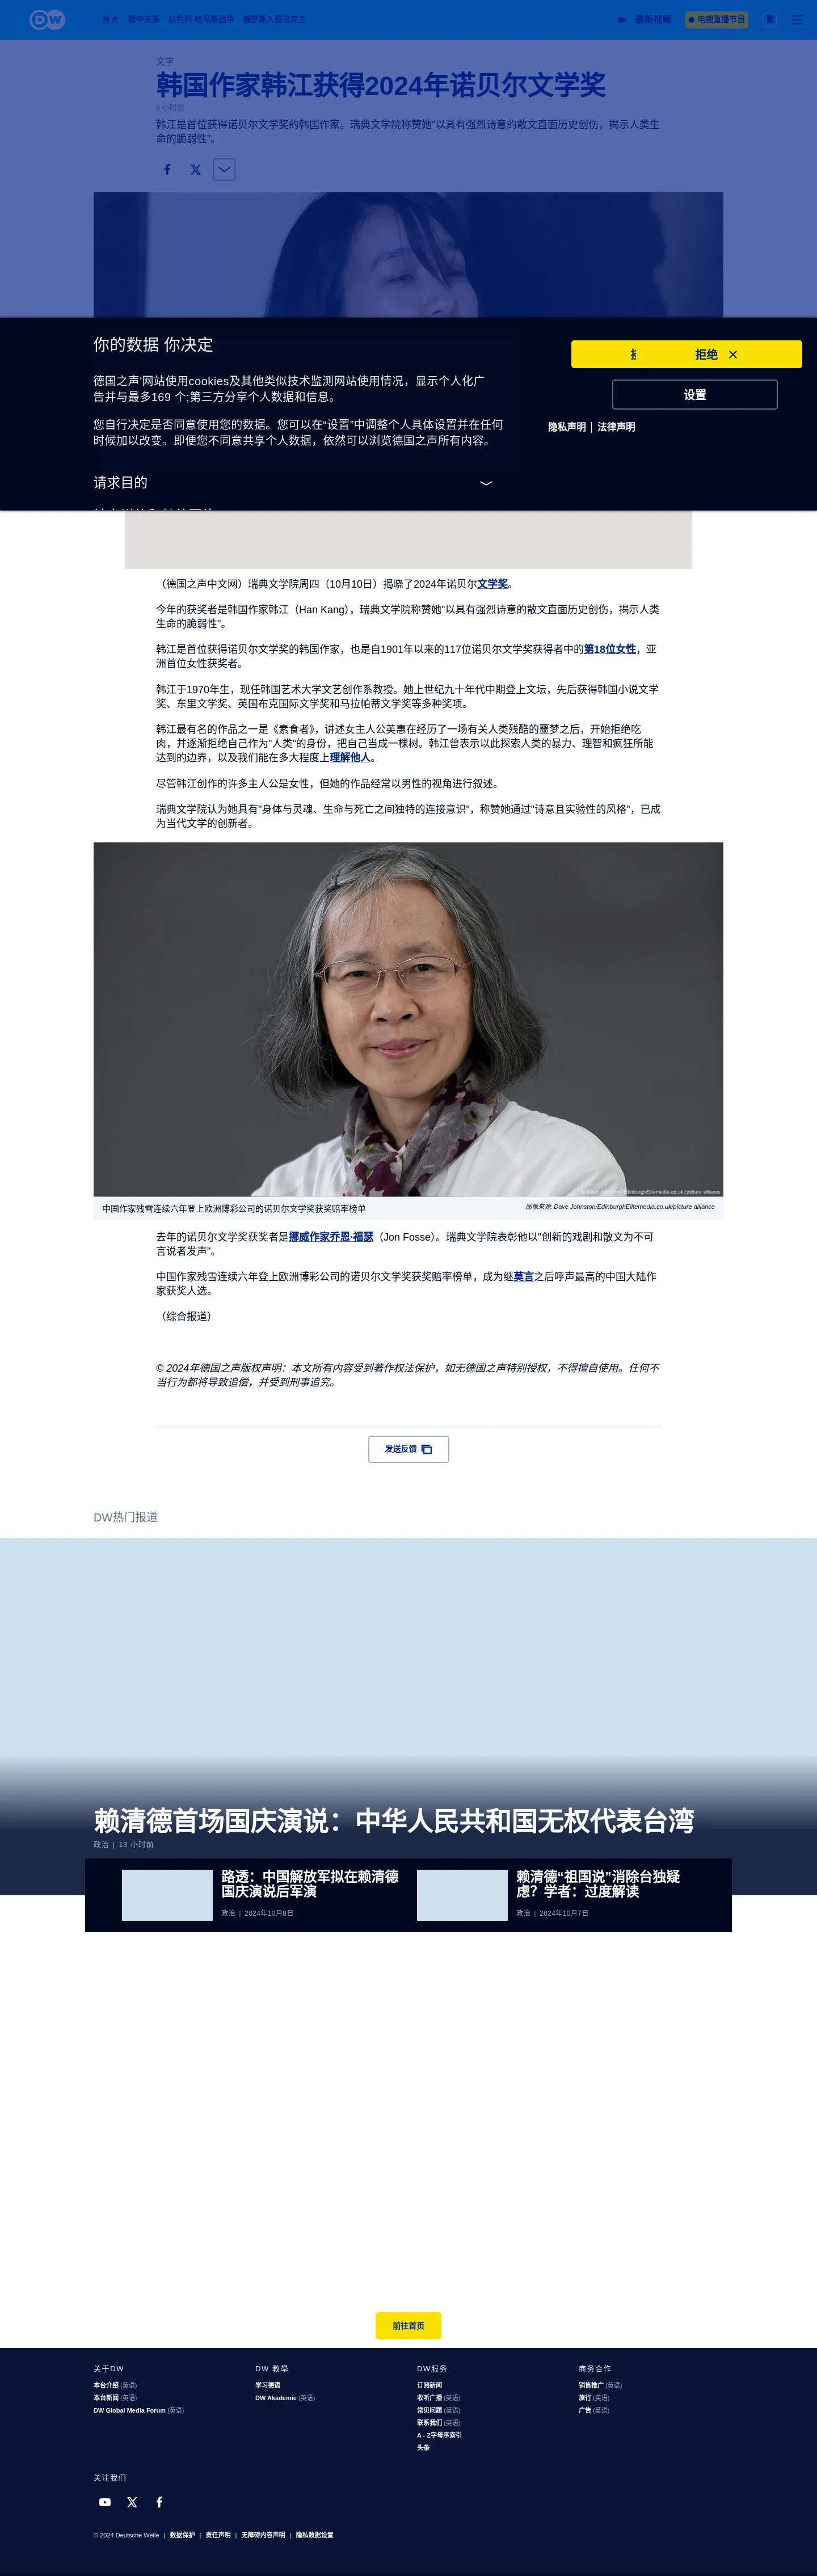 DW
焦点 德中关系 以色列-哈马斯战争 俄罗斯入侵乌克兰
最新视频 电视直播节目 繁
文字
韩国作家韩江获得2024年诺贝尔文学奖
6 小时前
韩江是首位获得诺贝尔文学奖的韩国作家。瑞典文学院称赞她"以具有强烈诗意的散文直面历史创伤，揭示人类生
命的脆弱性"。
你的数据 你决定
拒绝
德国之声'网站使用cookies及其他类似技术监测网站使用情况，显示个人化广
告并与最多169 个;第三方分享个人数据和信息。
设置
您自行决定是否同意使用您的数据。您可以在“设置”中调整个人具体设置并在任何
时候加以改变。即便您不同意共享个人数据，依然可以浏览德国之声所有内容。
隐私声明 | 法律声明
请求目的
（德国之声中文网）瑞典文学院周四（10月10日）揭晓了2024年诺贝尔文学奖。
今年的获奖者是韩国作家韩江（Han Kang），瑞典文学院称赞她"以具有强烈诗意的散文直面历史创伤，揭示人类
生命的脆弱性"。
韩江是首位获得诺贝尔文学奖的韩国作家，也是自1901年以来的117位诺贝尔文学奖获得者中的第18位女性，亚
洲首位女性获奖者。
韩江于1970年生，现任韩国艺术大学文艺创作系教授。她上世纪九十年代中期登上文坛，先后获得韩国小说文学
奖、东里文学奖、英国布克国际文学奖和马拉帕蒂文学奖等多种奖项。
韩江最有名的作品之一是《素食者》，讲述女主人公英惠在经历了一场有关人类残酷的噩梦之后，开始拒绝吃
肉，并逐渐拒绝自己作为"人类"的身份，把自己当成一棵树。韩江曾表示以此探索人类的暴力、理智和疯狂所能
达到的边界，以及我们能在多大程度上理解他人。
尽管韩江创作的许多主人公是女性，但她的作品经常以男性的视角进行叙述。
瑞典文学院认为她具有"身体与灵魂、生命与死亡之间独特的连接意识"，称赞她通过"诗意且实验性的风格"，已成
为当代文学的创新者。
中国作家残雪连续六年登上欧洲博彩公司的诺贝尔文学奖获奖赔率榜单
图像来源: Dave Johnston/EdinburghElitemedia.co.uk/picture alliance
去年的诺贝尔文学奖获奖者是挪威作家乔恩·福瑟（Jon Fosse）。瑞典文学院表彰他以"创新的戏剧和散文为不可
言说者发声"。
中国作家残雪连续六年登上欧洲博彩公司的诺贝尔文学奖获奖赔率榜单，成为继莫言之后呼声最高的中国大陆作
家获奖人选。
（综合报道）
© 2024年德国之声版权声明：本文所有内容受到著作权法保护，如无德国之声特别授权，不得擅自使用。任何不
当行为都将导致追偿，并受到刑事追究。
发送反馈
DW热门报道
赖清德首场国庆演说：中华人民共和国无权代表台湾
政治 | 13 小时前
路透：中国解放军拟在赖清德
国庆演说后军演
政治 | 2024年10月8日
赖清德“祖国说”消除台独疑
虑？学者：过度解读
政治 | 2024年10月7日
前往首页
关于DW
本台介绍 (英语)
本台新闻 (英语)
DW Global Media Forum (英语)
DW 教學
学习德语
DW Akademie (英语)
DW服务
订阅新闻
收听广播 (英语)
常见问题 (英语)
联系我们 (英语)
A - Z字母序索引
头条
商务合作
销售推广 (英语)
旅行 (英语)
广告 (英语)
关注我们
© 2024 Deutsche Welle | 数据保护 | 责任声明 | 无障碍内容声明 | 隐私数据设置